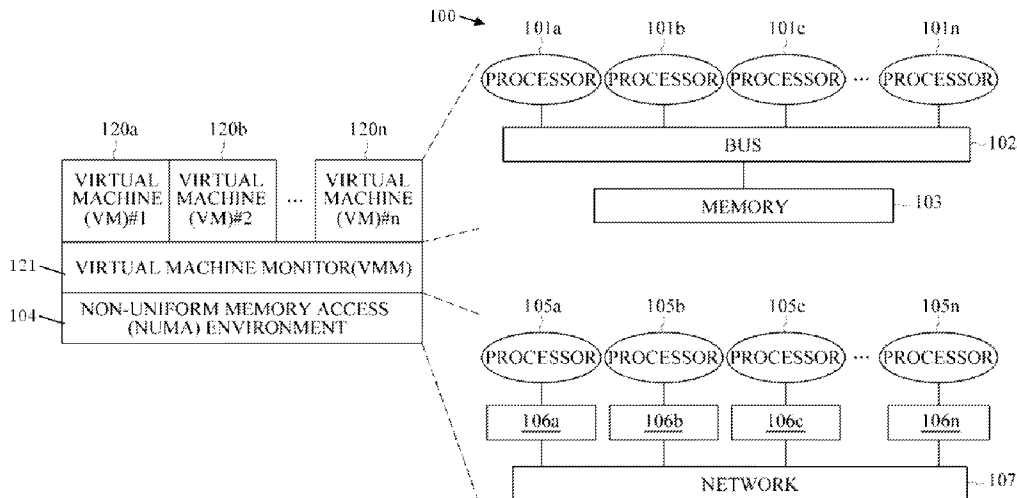 100
101a 101b 101c 101n
PROCESSOR PROCESSOR PROCESSOR ... PROCESSOR
BUS
102
MEMORY
103
120a 120b 120n
VIRTUAL MACHINE (VM)#1
VIRTUAL MACHINE (VM)#2
...
VIRTUAL MACHINE (VM)#n
121
VIRTUAL MACHINE MONITOR(VMM)
104
NON-UNIFORM MEMORY ACCESS
(NUMA) ENVIRONMENT
105a 105b 105c 105n
PROCESSOR PROCESSOR PROCESSOR ... PROCESSOR
106a 106b 106c 106n
NETWORK
107